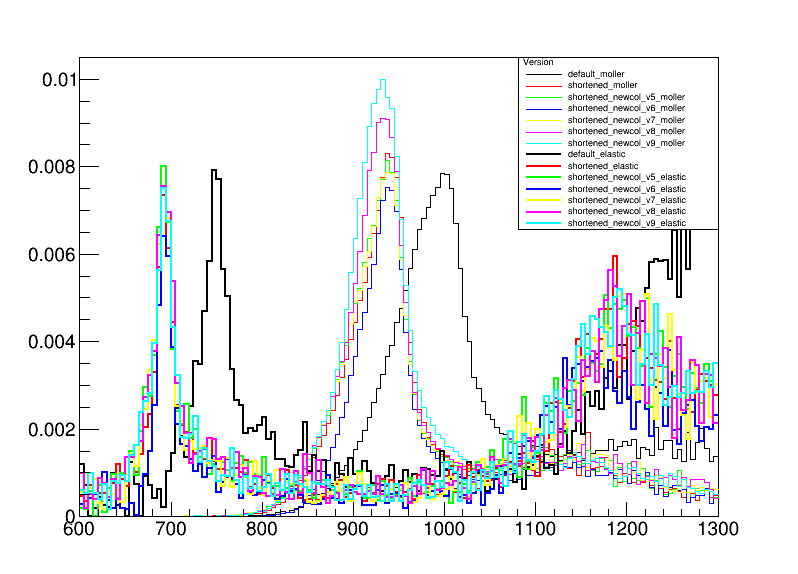 0.01
0.008
0.006
0.004
0.002
0
600 700 800 900 1000 1100 1200 1300
Version
default_moller
shortened_moller
shortened_newcol_v5_moller
shortened_newcol_v6_moller
shortened_newcol_v7_moller
shortened_newcol_v8_moller
shortened_newcol_v9_moller
default_elastic
shortened_elastic
shortened_newcol_v5_elastic
shortened_newcol_v6_elastic
shortened_newcol_v7_elastic
shortened_newcol_v8_elastic
shortened_newcol_v9_elastic